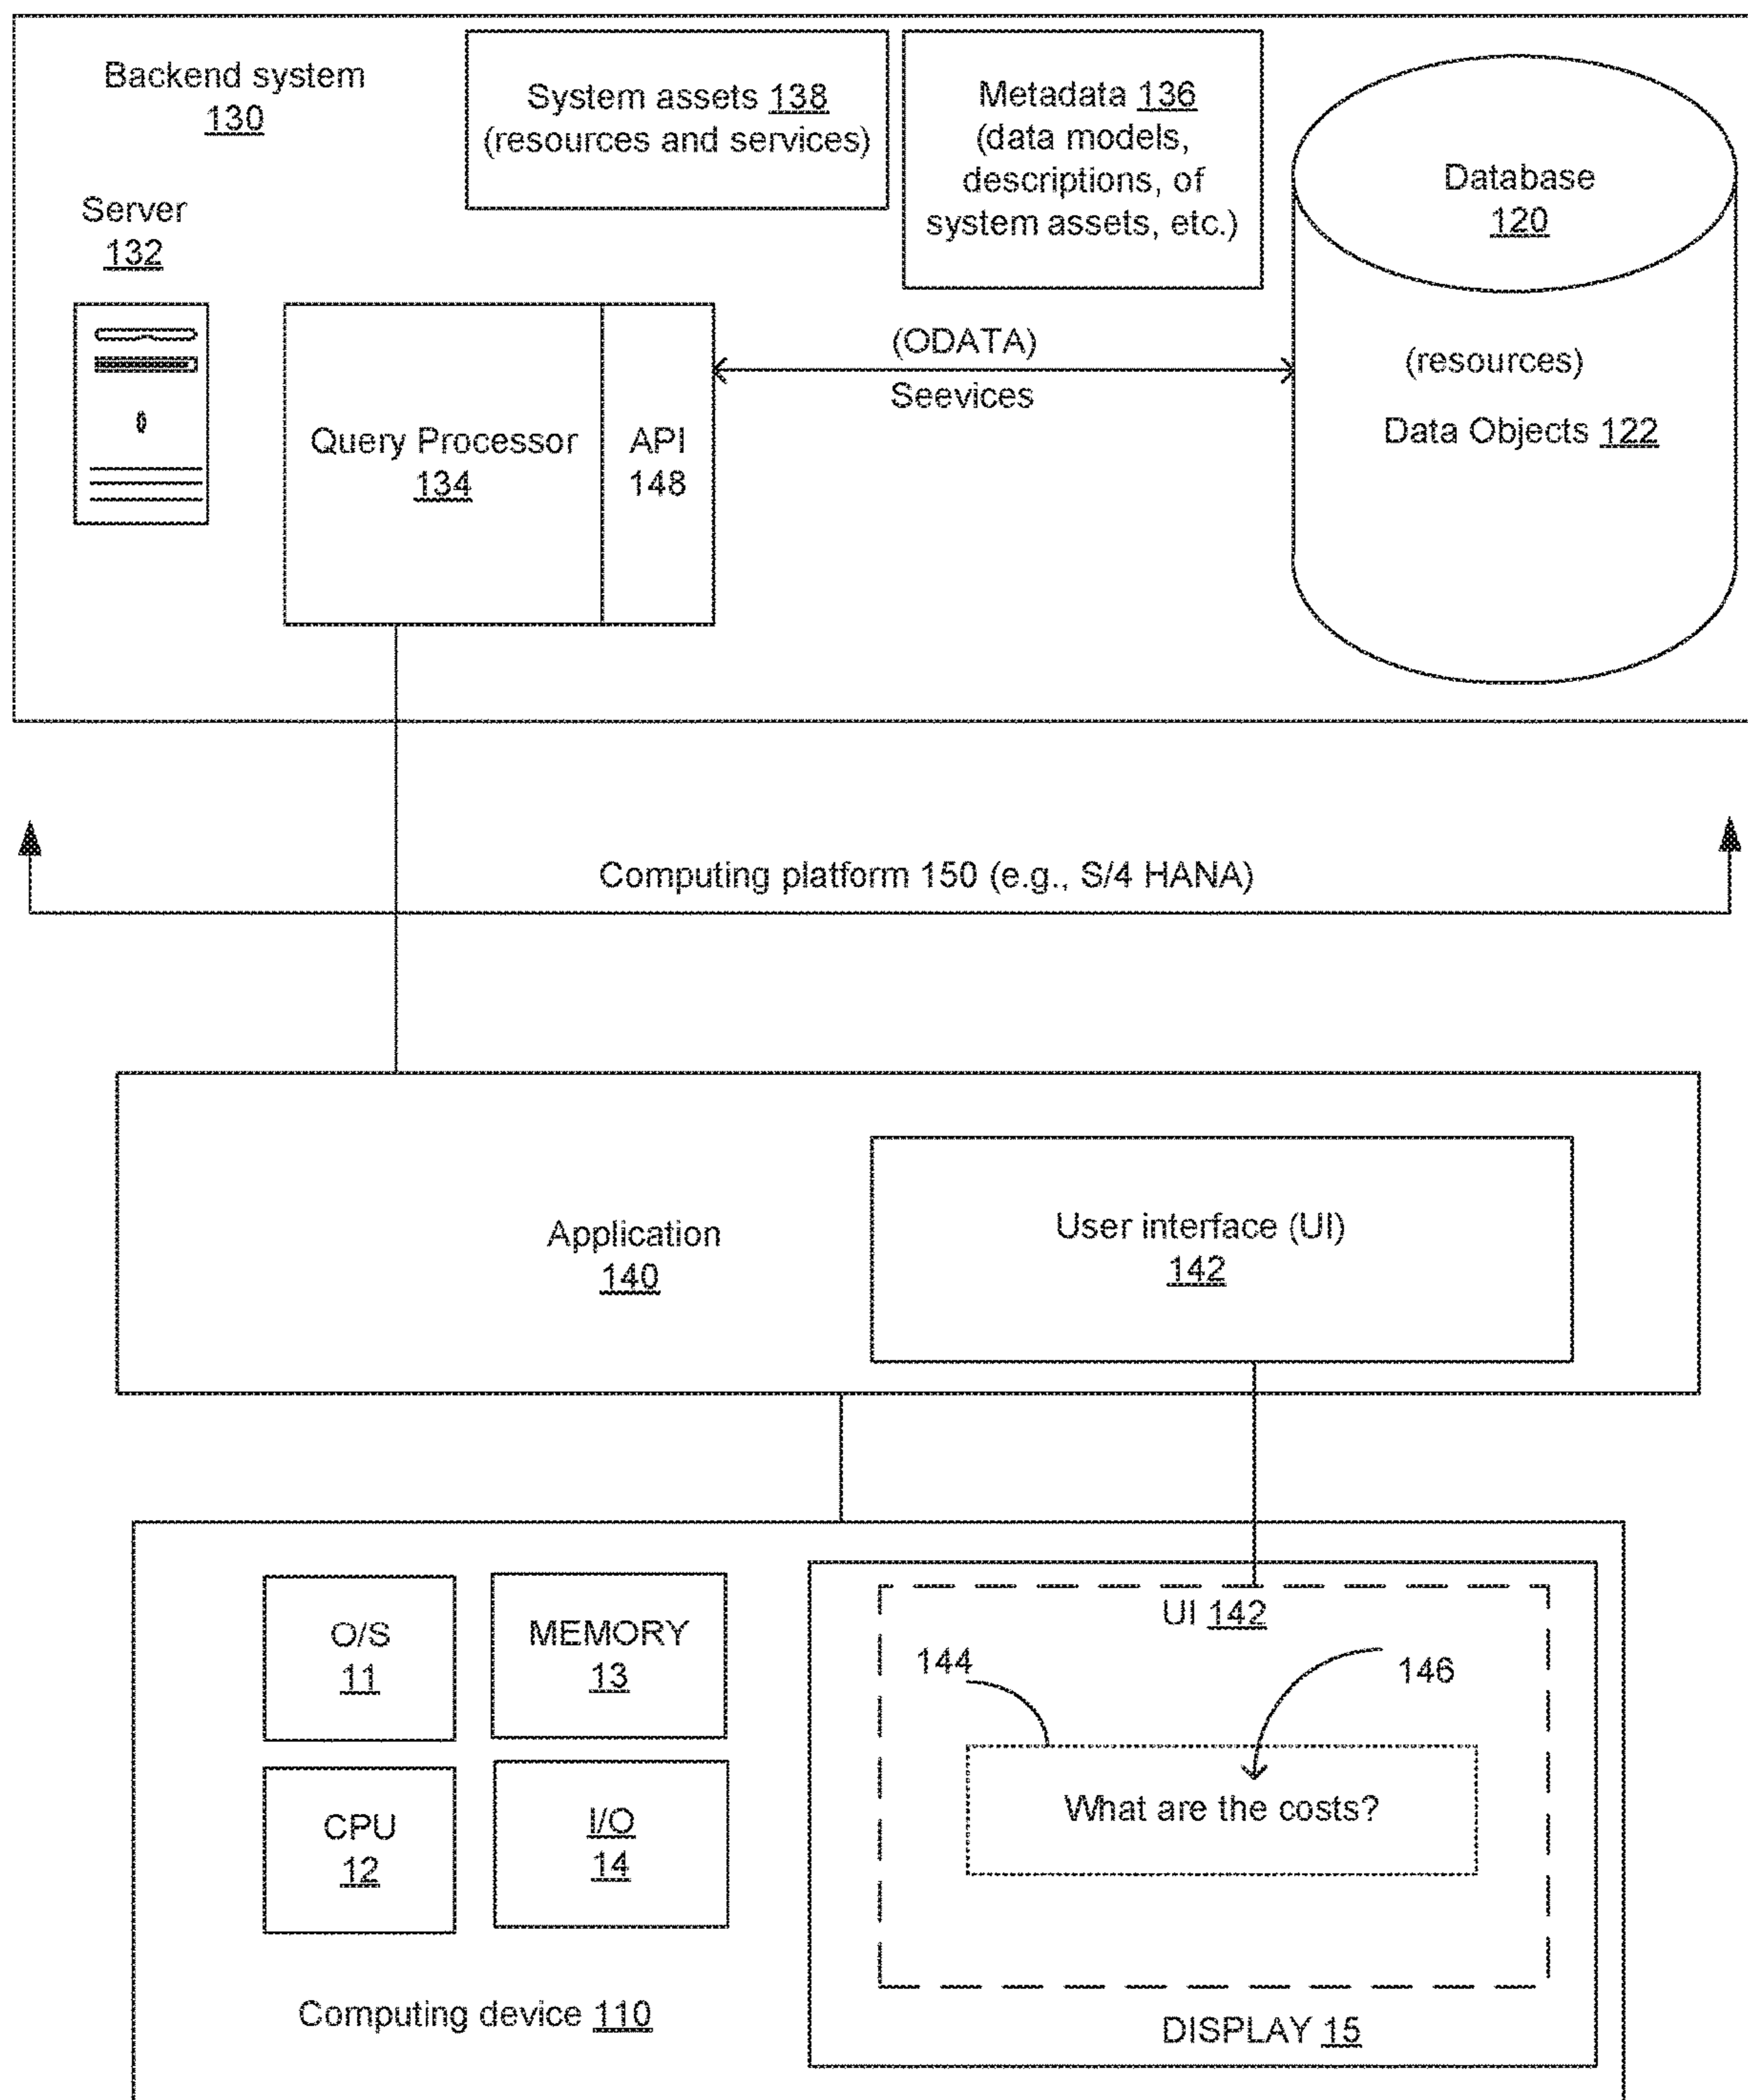 Backend system
130
System assets 138
(resources and services)
Metadata 136
(data models,
descriptions, of
system assets, etc.)
Database
120
Server
132
(ODATA)
Seevices
(resources)
Data Objects 122
Query Processor
134
API
148
Computing platform 150 (e.g., S/4 HANA)
Application
140
User interface (UI)
142
O/S
11
MEMORY
13
CPU
12
I/O
14
Computing device 110
UI 142
144
146
What are the costs?
DISPLAY 15